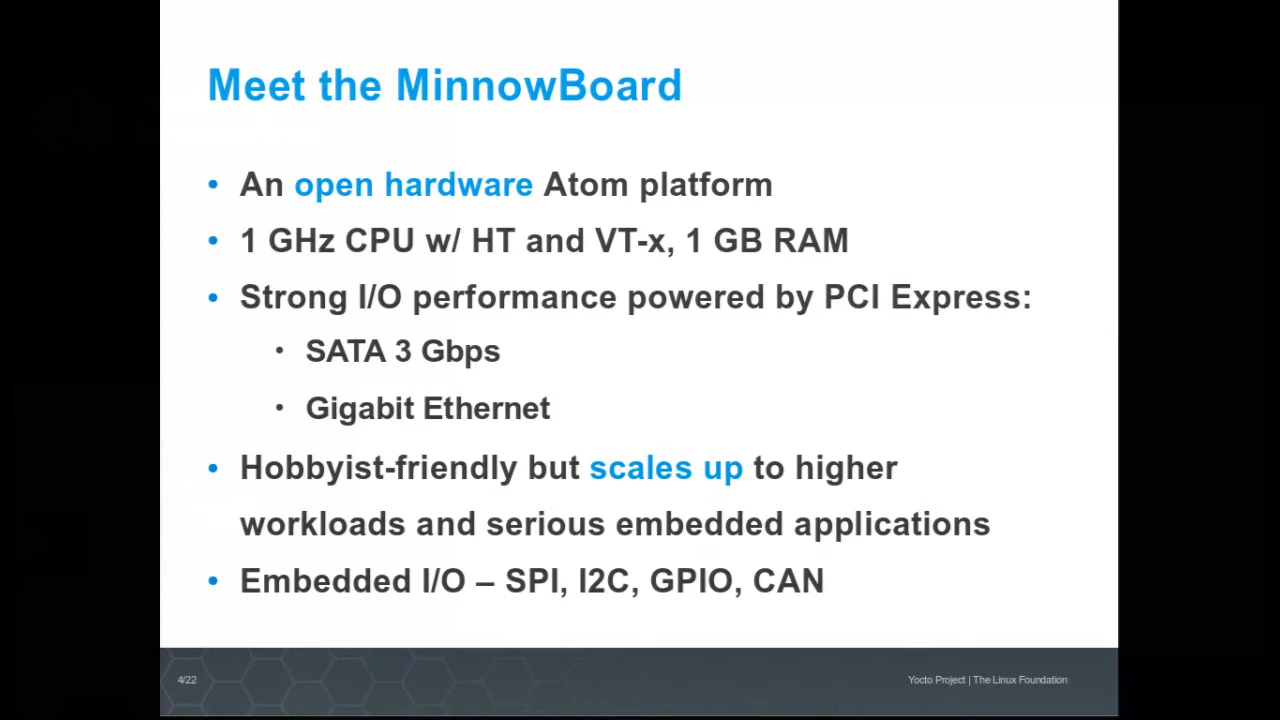 Meet the MinnowBoard
• An open hardware Atom platform
• 1 GHz CPU w/ HT and VT-x, 1 GB RAM
• Strong I/O performance powered by PCI Express:
• SATA 3 Gbps
• Gigabit Ethernet
• Hobbyist-friendly but scales up to higher
workloads and serious embedded applications
• Embedded I/O – SPI, I2C, GPIO, CAN
4/22
Yocto Project | The Linux Foundation